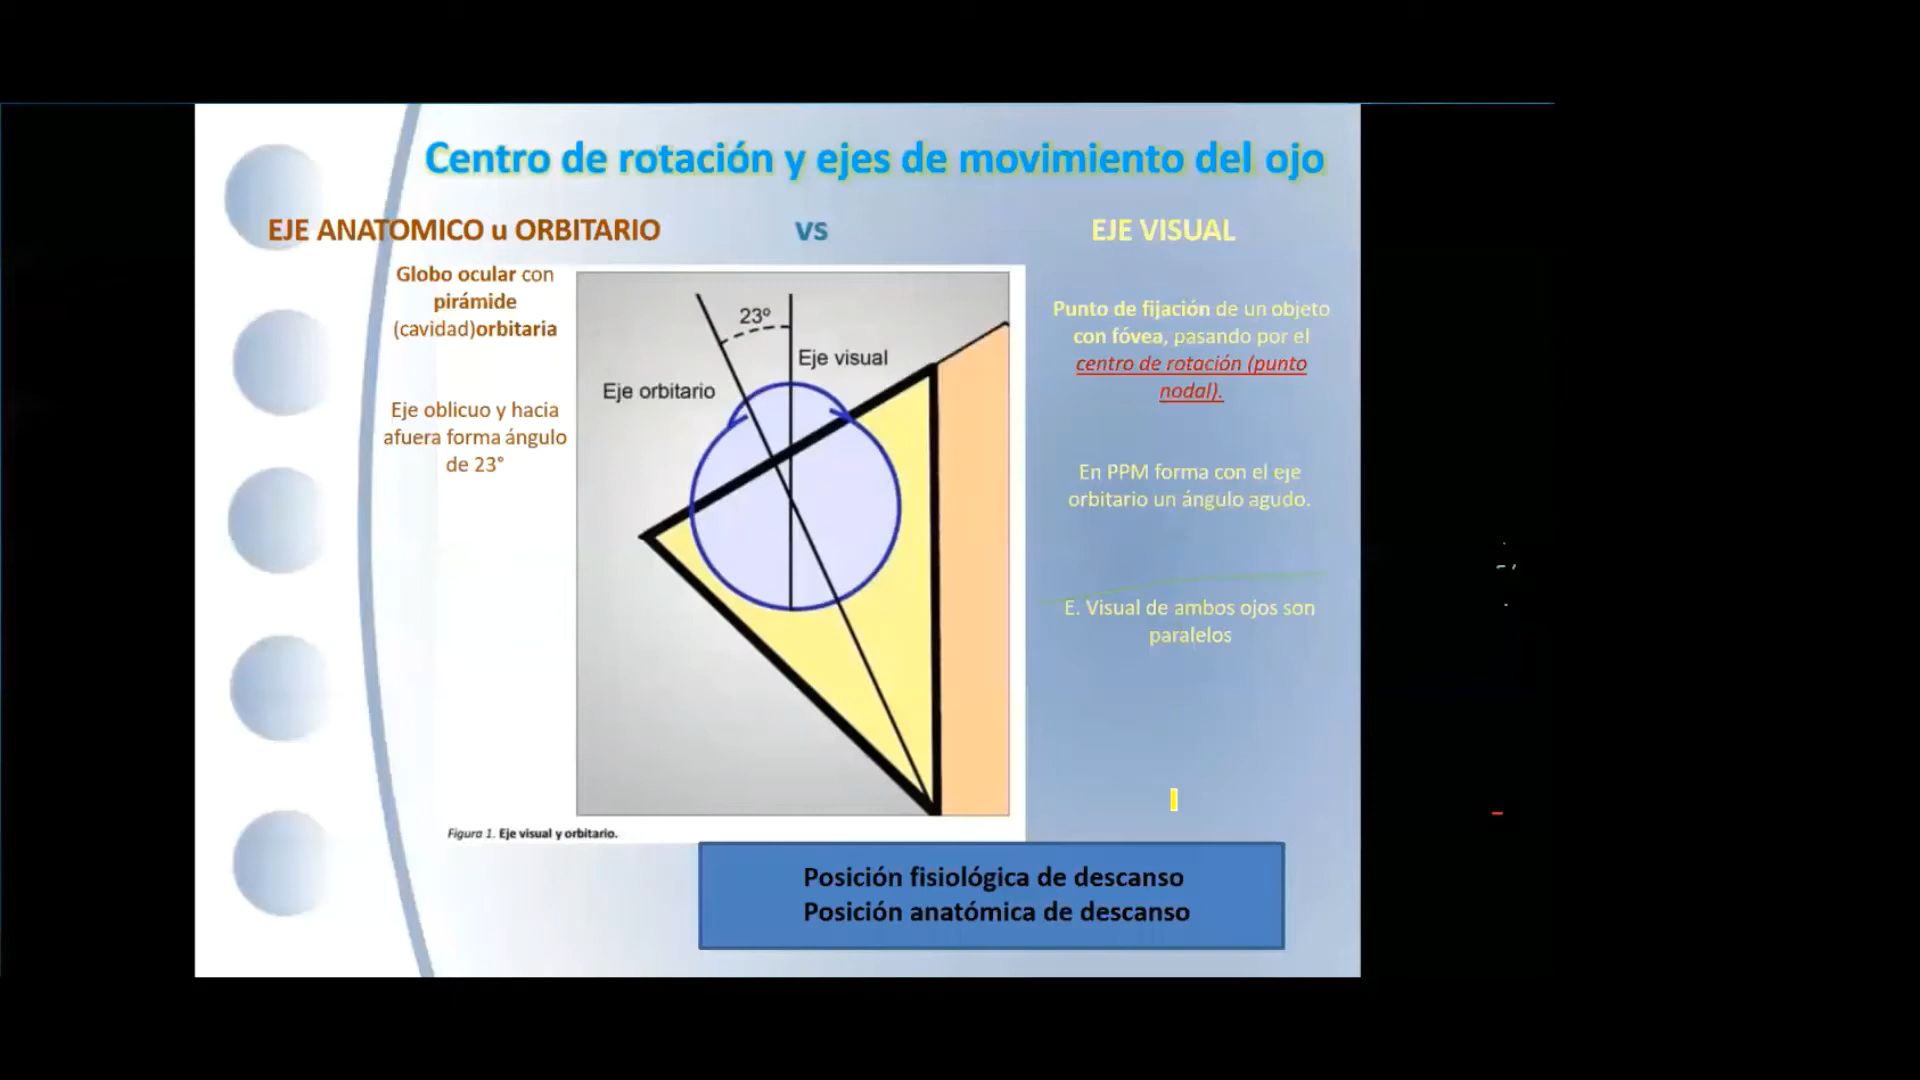 Centro de rotación y ejes de movimiento del ojo
EJE ANATOMICO u ORBITARIO
vs
EJE VISUAL
Globo ocular con
pirámide
(cavidad)orbitaria
Eje oblicuo y hacia
afuera forma ángulo
de 23°
23º
Eje visual
Eje orbitario
Figura 1. Eje visual y orbitario.
Punto de fijación de un objeto
con fóvea, pasando por el
centro de rotación (punto
nodal).
En PPM forma con el eje
orbitario un ángulo agudo.
E. Visual de ambos ojos son
paralelos
Posición fisiológica de descanso
Posición anatómica de descanso